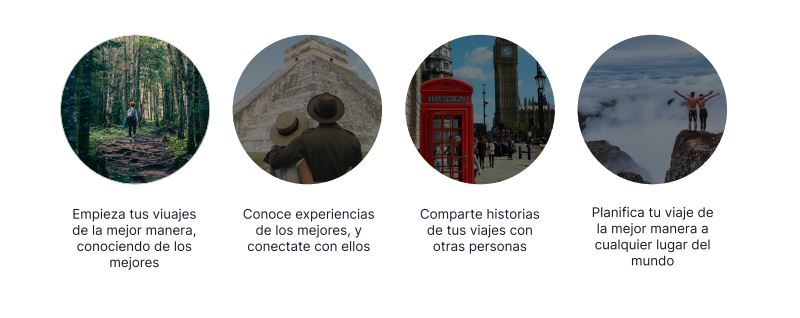 Empieza tus viuajes
de la mejor manera,
conociendo de los
mejores
Conoce experiencias
de los mejores, y
conectate con ellos
Comparte historias
de tus viajes con
otras personas
Planifica tu viaje de
la mejor manera a
cualquier lugar del
mundo